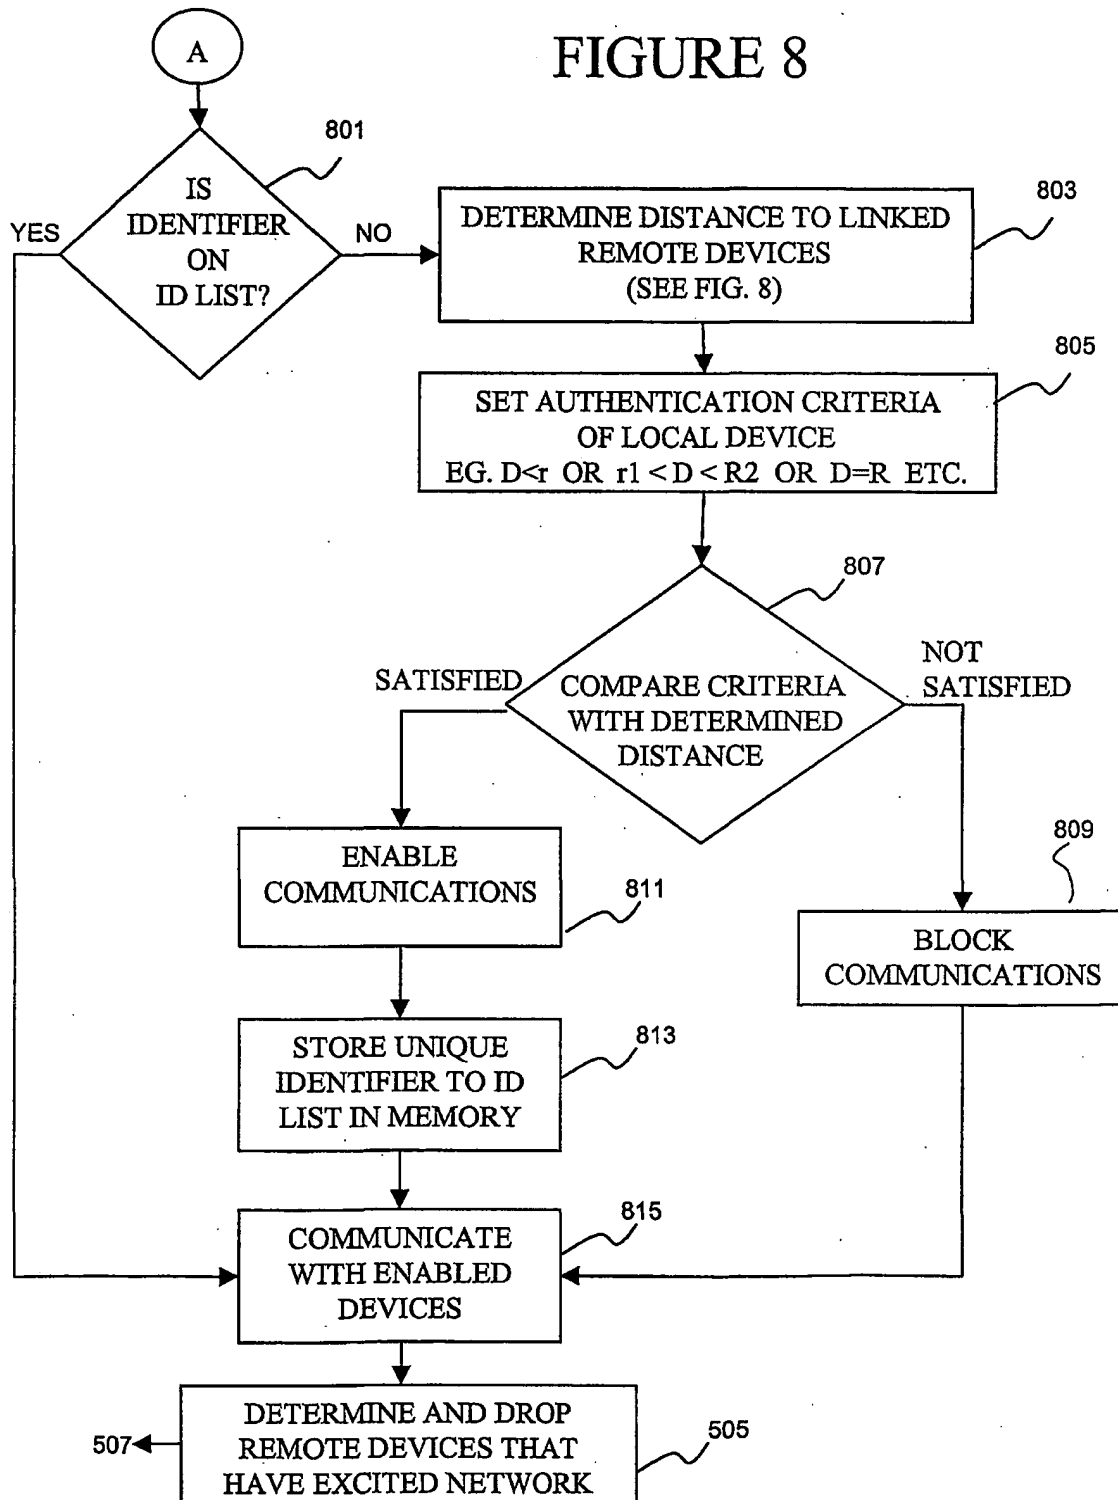 A
FIGURE 8
801
IS
IDENTIFIER
ON
ID LIST?
YES
NO
803
DETERMINE DISTANCE TO LINKED
REMOTE DEVICES
(SEE FIG. 8)
805
SET AUTHENTICATION CRITERIA
OF LOCAL DEVICE
EG. D<r OR r1 < D < R2 OR D=R ETC.
807
COMPARE CRITERIA
WITH DETERMINED
DISTANCE
SATISFIED
NOT
SATISFIED
809
BLOCK
COMMUNICATIONS
ENABLE
COMMUNICATIONS
811
STORE UNIQUE
IDENTIFIER TO ID
LIST IN MEMORY
813
COMMUNICATE
WITH ENABLED
DEVICES
815
DETERMINE AND DROP
REMOTE DEVICES THAT
HAVE EXCITED NETWORK
505
507